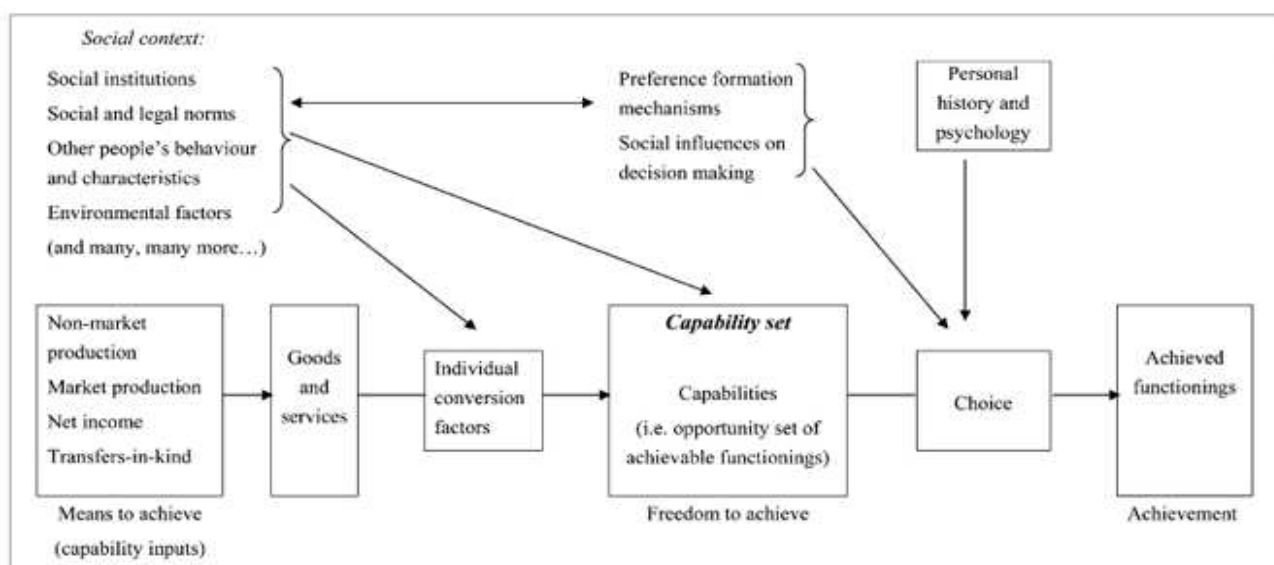 Social context:
Social institutions
Social and legal norms
Other people's behaviour
and characteristics
Environmental factors
(and many, many more…)
Preference formation
mechanisms
Social influences on
decision making
Personal
history and
psychology
Non-market
production
Market production
Net income
Transfers-in-kind
Means to achieve
(capability inputs)
Goods
and
services
Individual
conversion
factors
Capability set
Capabilities
(i.e. opportunity set of
achievable functionings)
Freedom to achieve
Choice
Achieved
functionings
Achievement